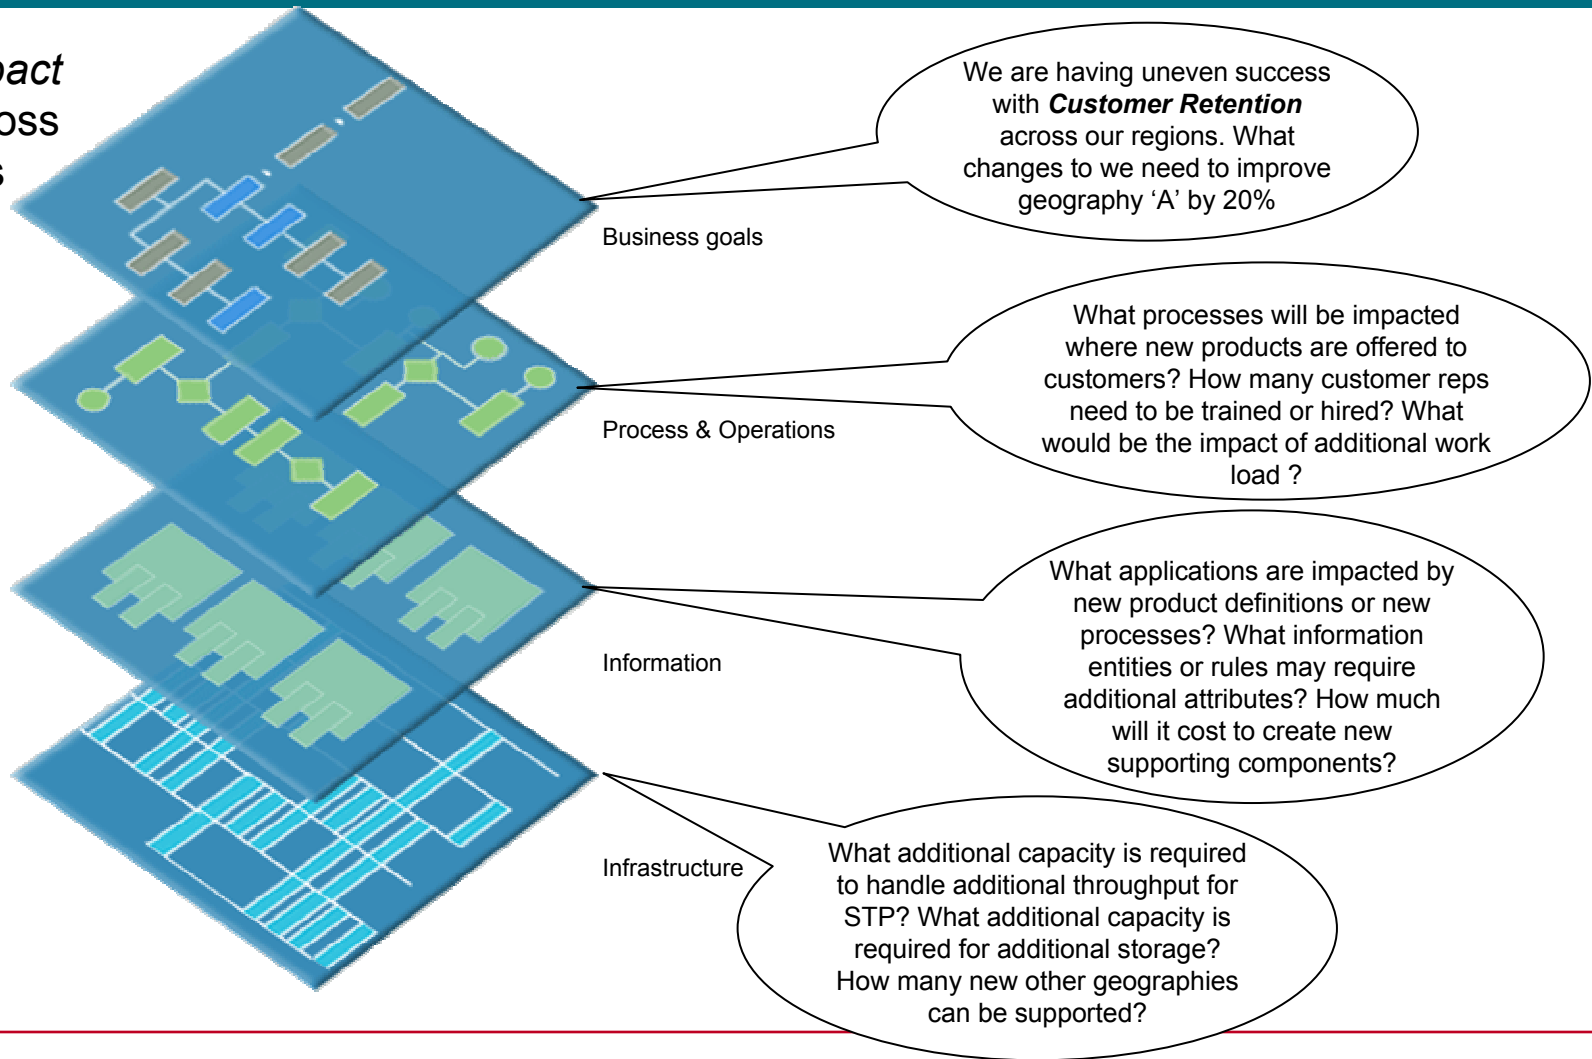 pact
oss
s
We are having uneven success
with Customer Retention
across our regions. What
changes to we need to improve
geography ‘A’ by 20%
Business goals
What processes will be impacted
where new products are offered to
customers? How many customer reps
need to be trained or hired? What
would be the impact of additional work
load ?
Process & Operations
What applications are impacted by
new product definitions or new
processes? What information
entities or rules may require
additional attributes? How much
will it cost to create new
supporting components?
Information
What additional capacity is required
to handle additional throughput for
STP? What additional capacity is
required for additional storage?
How many new other geographies
can be supported?
Infrastructure